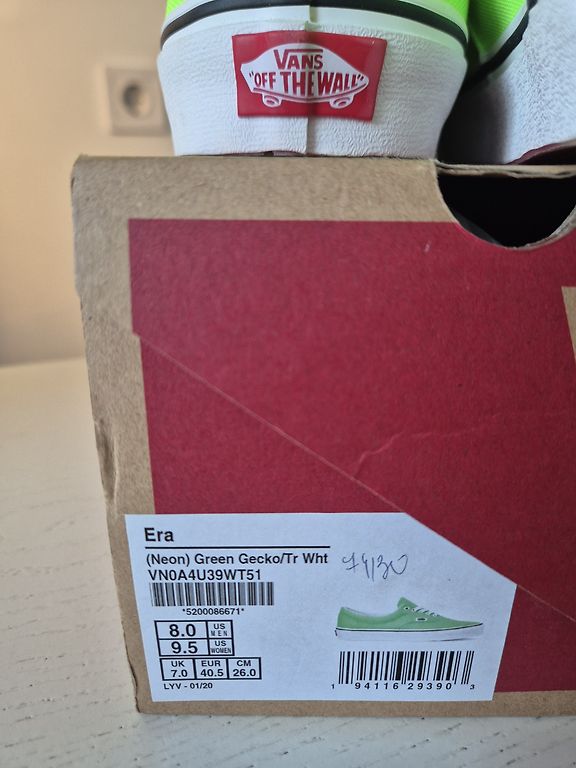 VANS
"OFF THE WALL"
Era
(Neon) Green Gecko/Tr Wht
VN0A4U39WT51
*5200086671*
8.0 US MEN
9.5 US WOMEN
UK EUR CM
7.0 40.5 26.0
LYV - 01/20
1 94116 29390 3